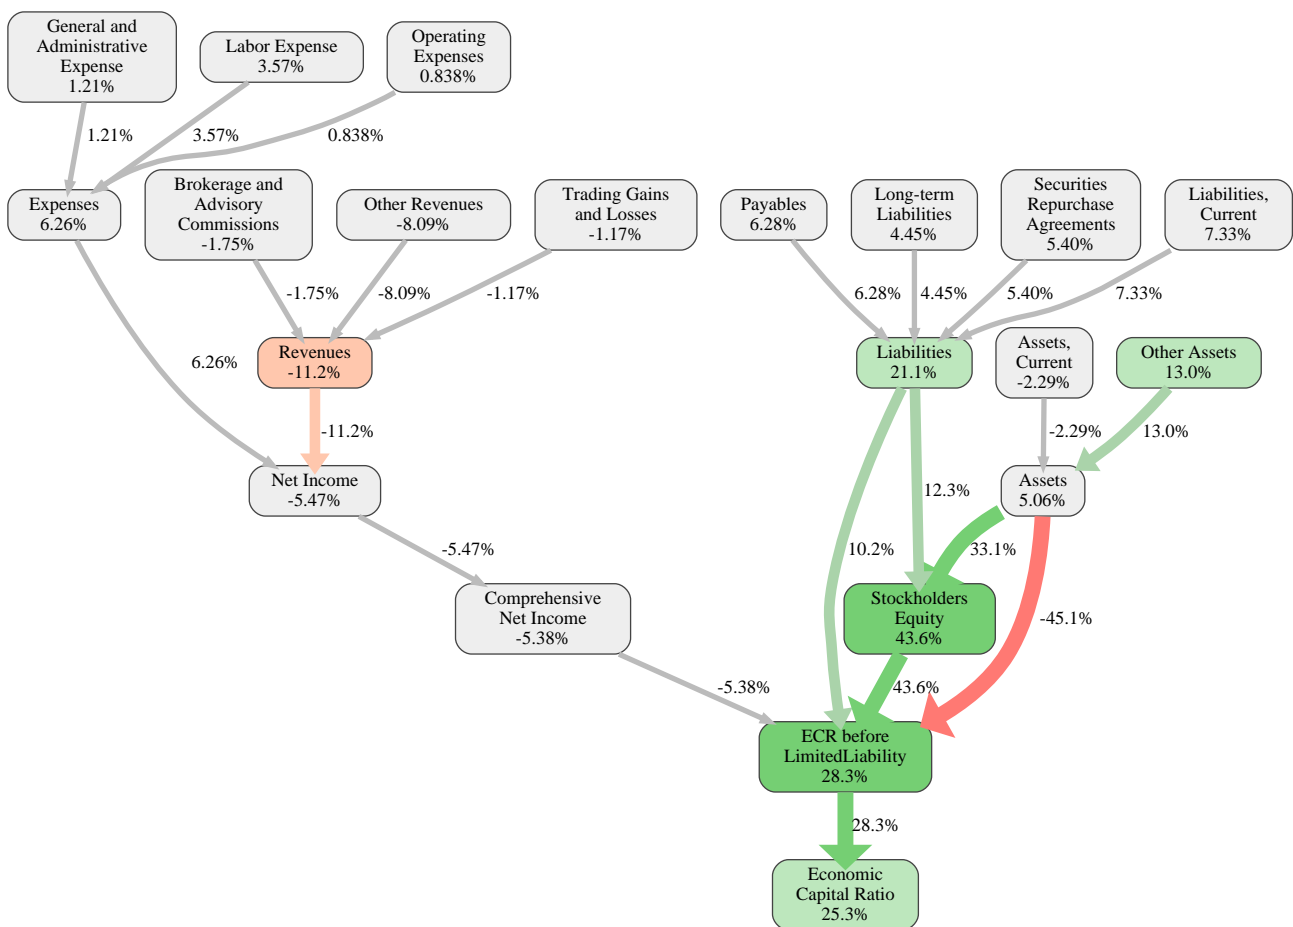 General and
Administrative
Expense
1.21%
Labor Expense
3.57%
Operating
Expenses
0.838%
1.21%
3.57%
0.838%
Expenses
6.26%
Brokerage and
Advisory
Commissions
-1.75%
Other Revenues
-8.09%
Trading Gains
and Losses
-1.17%
Payables
6.28%
Long-term
Liabilities
4.45%
Securities
Repurchase
Agreements
5.40%
Liabilities,
Current
7.33%
-1.75%
-8.09%
-1.17%
6.28%
4.45%
5.40%
7.33%
6.26%
Revenues
-11.2%
Liabilities
21.1%
Assets,
Current
-2.29%
Other Assets
13.0%
-11.2%
-2.29%
13.0%
Net Income
-5.47%
Assets
5.06%
12.3%
-5.47%
10.2%
33.1%
Comprehensive
Net Income
-5.38%
Stockholders
Equity
43.6%
-45.1%
-5.38%
43.6%
ECR before
LimitedLiability
28.3%
28.3%
Economic
Capital Ratio
25.3%